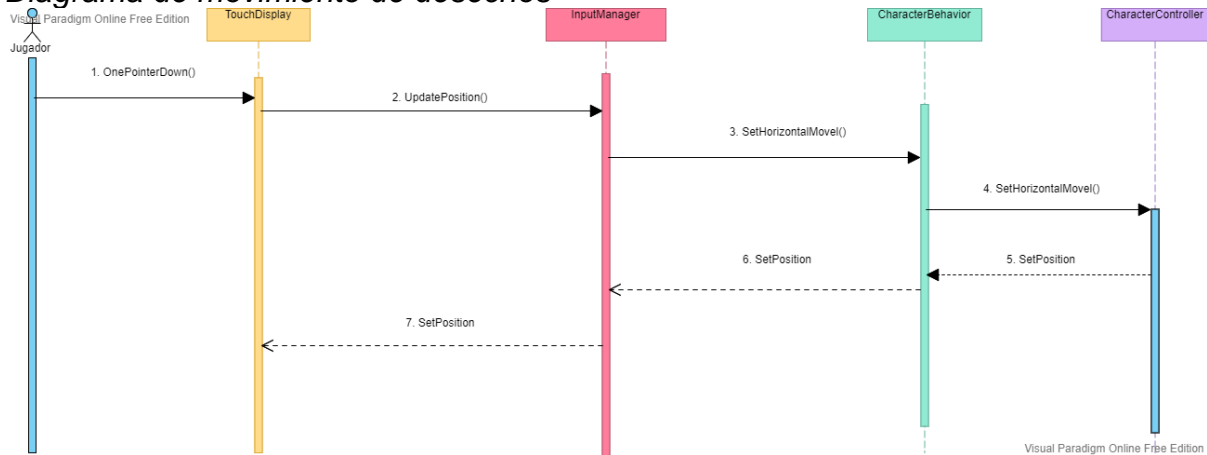 Diagrama de movimiento de desechos
Visual Paradigm Online Free Edition
Jugador
TouchDisplay
InputManager
CharacterBehavior
CharacterController
1. OnePointerDown()
2. UpdatePosition()
3. SetHorizontalMovel()
4. SetHorizontalMovel()
5. SetPosition
6. SetPosition
7. SetPosition
Visual Paradigm Online Free Edition